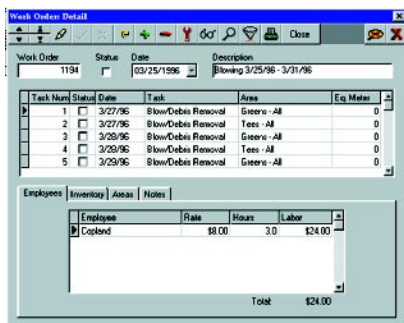 Work Order: Detail
Close
Work Order Status Date Description
1194 03/25/1996 Blowing 3/25/96 - 3/31/96
Task Num Status Date Task Area Eq. Meter
1 3/27/96 Blow/Debris Removal Greens - All 0
2 3/27/96 Blow/Debris Removal Tees - All 0
3 3/28/96 Blow/Debris Removal Greens - All 0
4 3/28/96 Blow/Debris Removal Tees - All 0
5 3/29/96 Blow/Debris Removal Greens - All 0
Employees Inventory Areas Notes
Employee Rate Hours Labor
Copland $8.00 3.0 $24.00
Total: $24.00